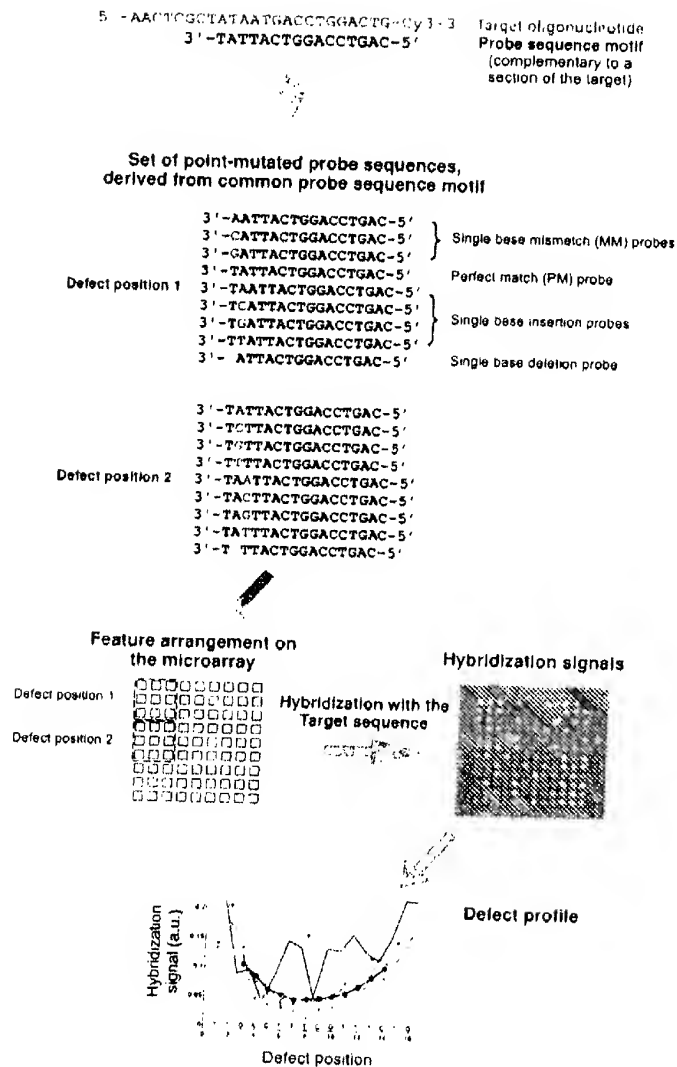 5 -AACTCGCTATAATGACCTGGACTG-Cy3-3 Target oligonucleotide
3'-TATTACTGGACCTGAC-5' Probe sequence motif
(complementary to a
section of the target)
Set of point-mutated probe sequences,
derived from common probe sequence motif
3'-AATTACTGGACCTGAC-5'
3'-CATTACTGGACCTGAC-5' Single base mismatch (MM) probes
3'-GATTACTGGACCTGAC-5'
3'-TATTACTGGACCTGAC-5' Perfect match (PM) probe
Defect position 1
3'-TAATTACTGGACCTGAC-5'
3'-TCATTACTGGACCTGAC-5'
3'-TGATTACTGGACCTGAC-5' Single base insertion probes
3'-TTATTACTGGACCTGAC-5'
3'- ATTACTGGACCTGAC-5' Single base deletion probe
3'-TATTACTGGACCTGAC-5'
3'-TCTTACTGGACCTGAC-5'
3'-TGTTACTGGACCTGAC-5'
3'-TTTTACTGGACCTGAC-5'
Defect position 2
3'-TAATTACTGGACCTGAC-5'
3'-TACTTACTGGACCTGAC-5'
3'-TAGTTACTGGACCTGAC-5'
3'-TATTTACTGGACCTGAC-5'
3'-T TTACTGGACCTGAC-5'
Feature arrangement on
the microarray
Hybridization signals
Defect position 1
Defect position 2
Hybridization with the
Target sequence
Defect profile
Hybridization
signal (a.u.)
Defect position